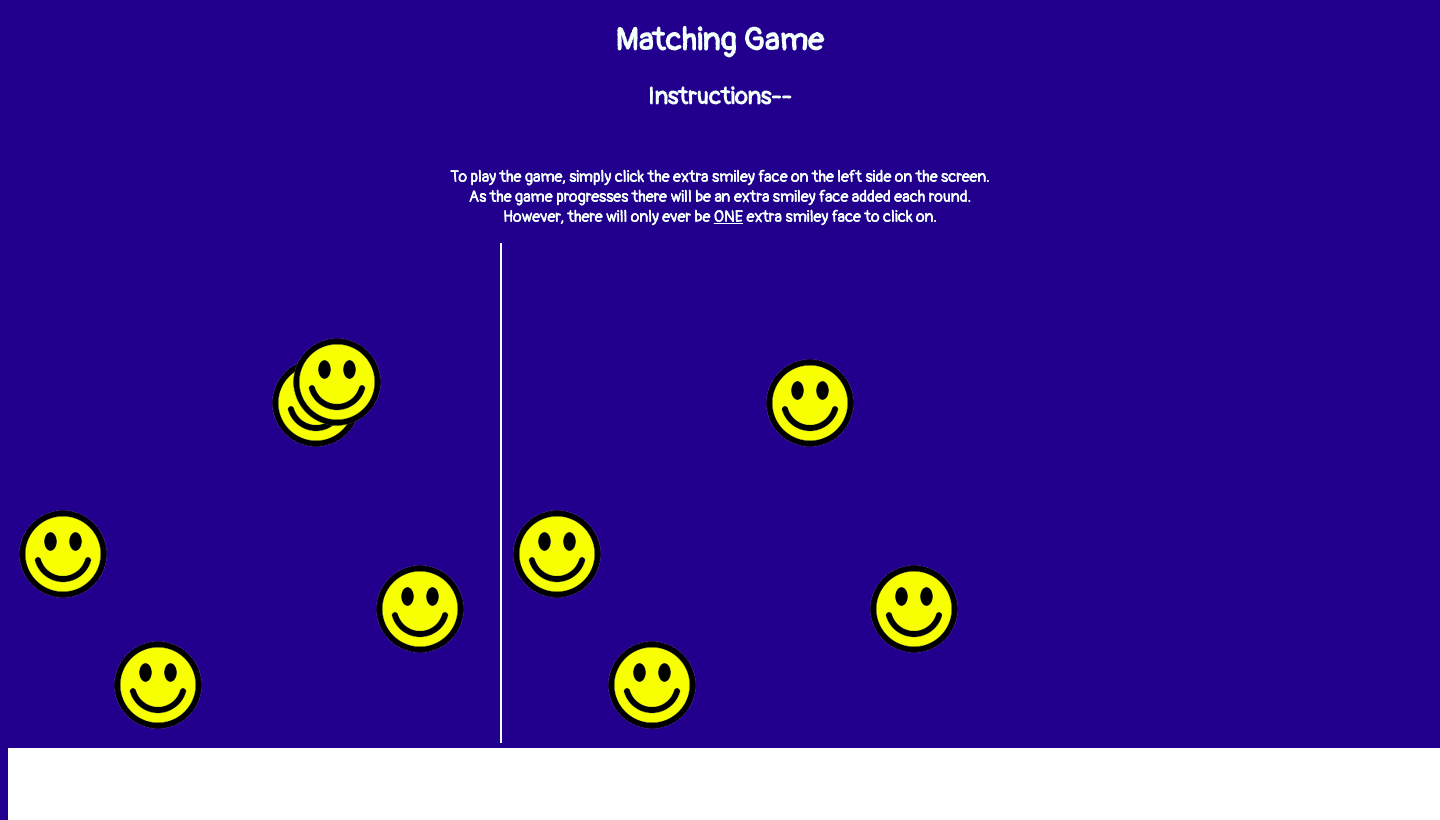 Matching Game
Instructions--
To play the game, simply click the extra smiley face on the left side on the screen.
As the game progresses there will be an extra smiley face added each round.
However, there will only ever be ONE extra smiley face to click on.